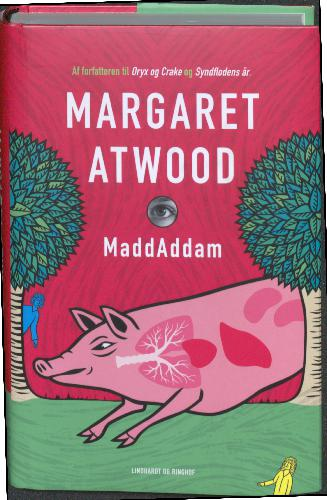 Af forfatteren til Oryx og Crake og Syndflodens år.
MARGARET
ATWOOD
MaddAddam
LINDHARDT OG RINGHOF